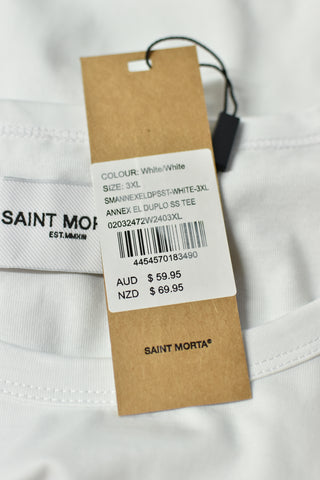 COLOUR: White/White
SIZE: 3XL
SMANNEXELDPSST-WHITE-3XL
ANNEX EL DUPLO SS TEE
02032472W2403XL
4454570183490
AUD $ 59.95
NZD $ 69.95
SAINT MORTA®
SAINT MORTA
EST.MMXIII